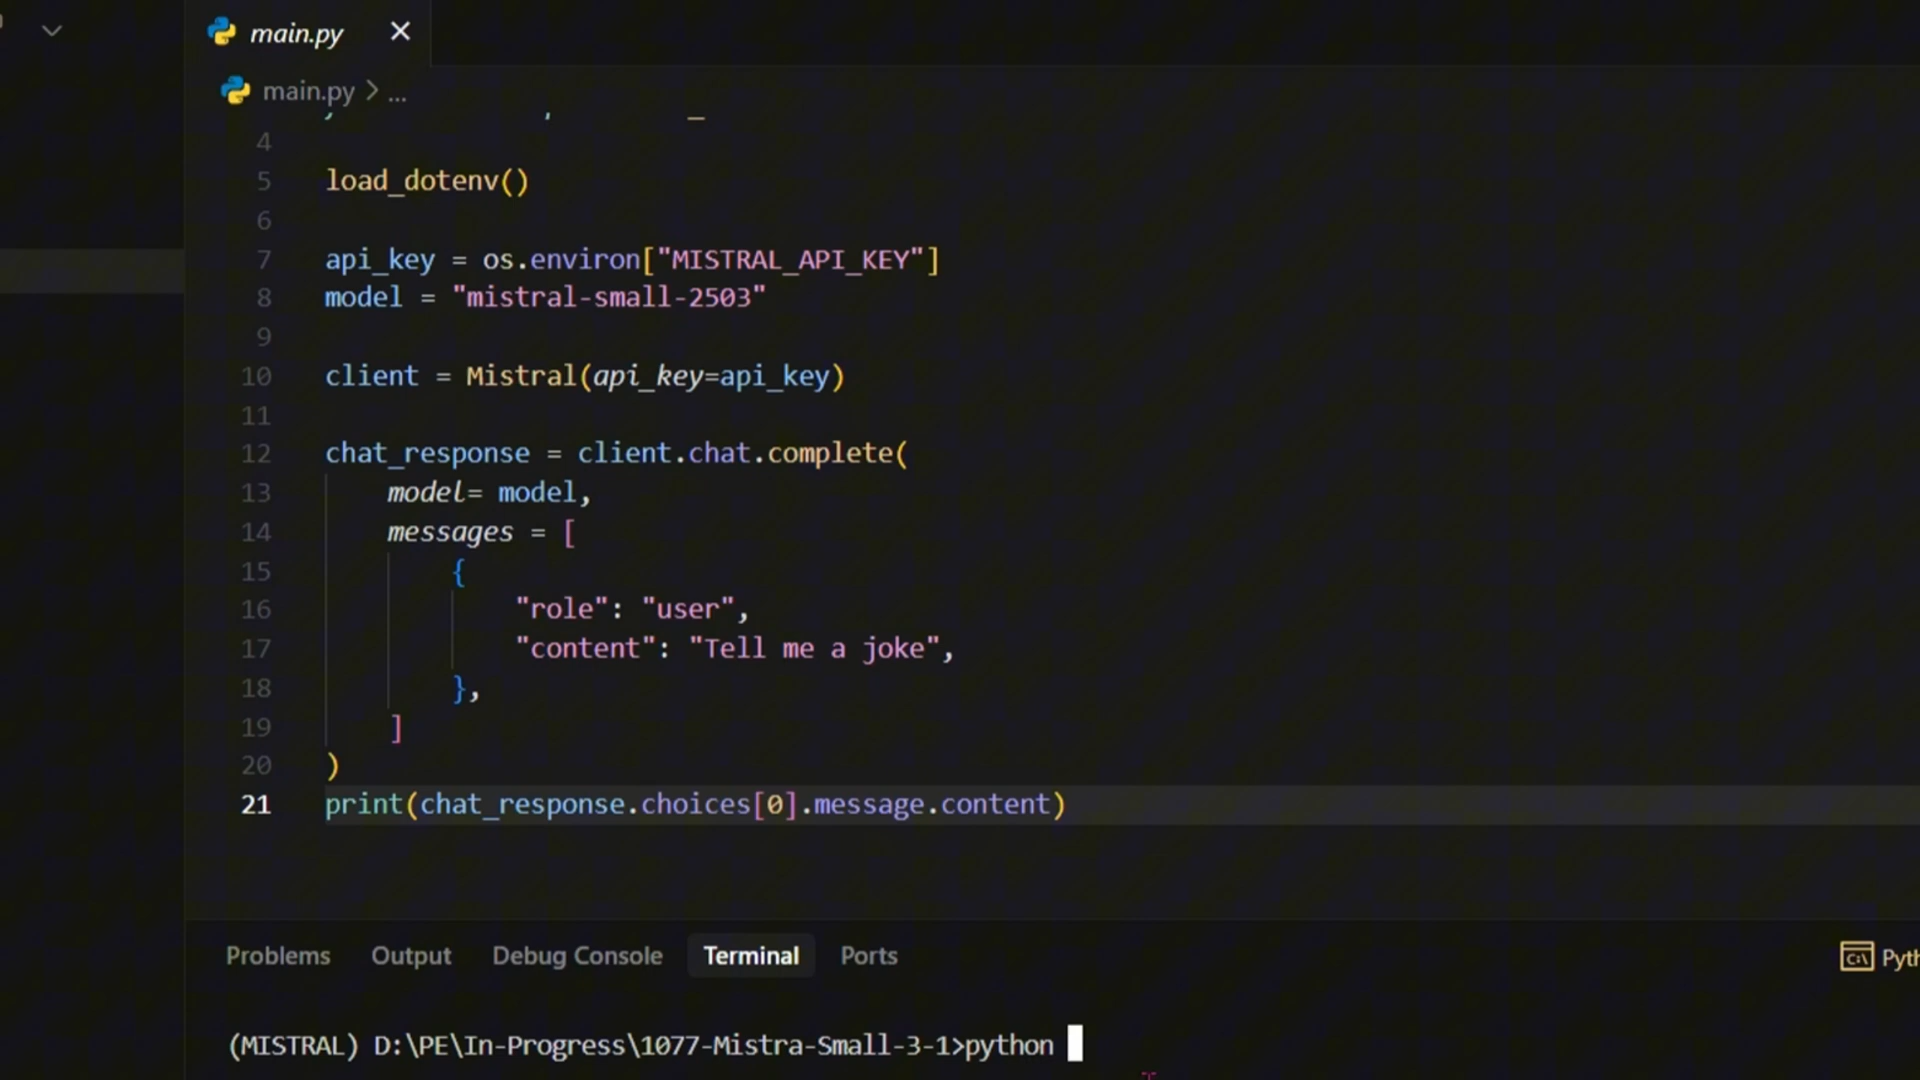 main.py
main.py > ...
4
5 load_dotenv()
6
7 api_key = os.environ["MISTRAL_API_KEY"]
8 model = "mistral-small-2503"
9
10 client = Mistral(api_key=api_key)
11
12 chat_response = client.chat.complete(
13     model= model,
14     messages = [
15         {
16             "role": "user",
17             "content": "Tell me a joke",
18         },
19     ]
20 )
21 print(chat_response.choices[0].message.content)
Problems Output Debug Console Terminal Ports
(MISTRAL) D:\PE\In-Progress\1077-Mistra-Small-3-1>python